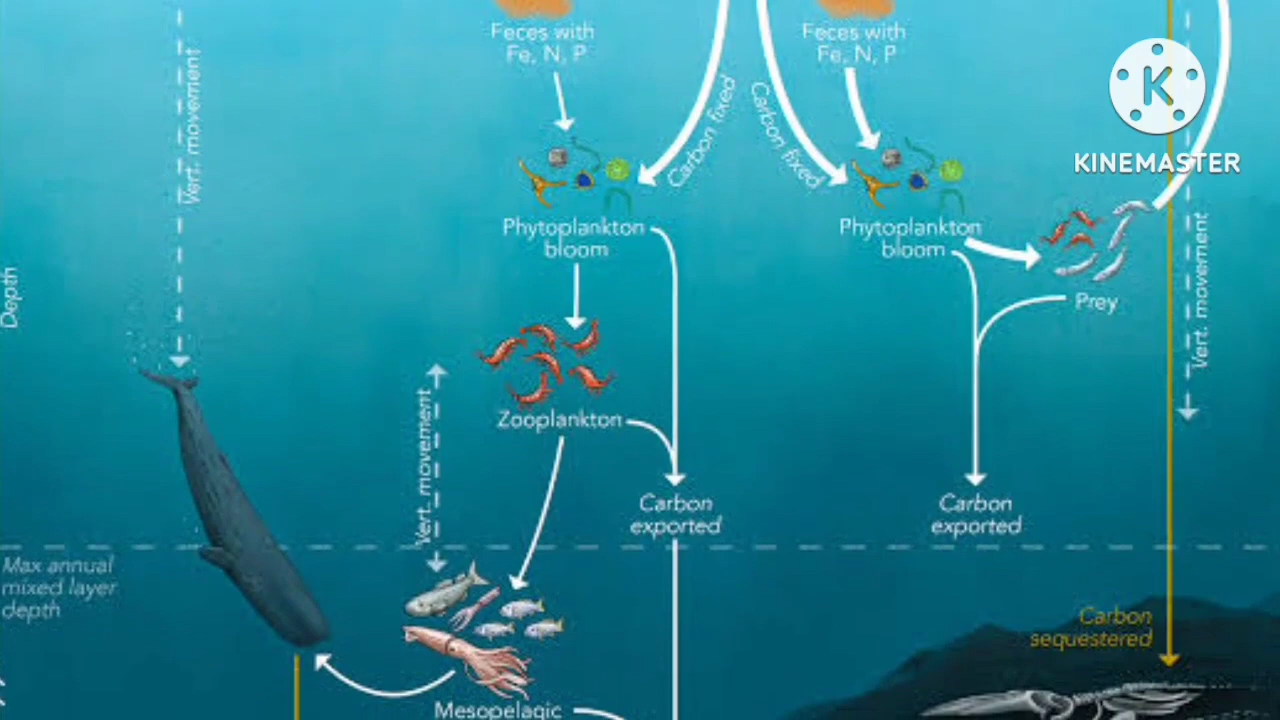 Feces with
Fe, N, P
Feces with
Fe, N, P
K
KINEMASTER
Vert. movement
Carbon fixed
Carbon fixed
Phytoplankton
bloom
Phytoplankton
bloom
Vert. movement
Depth
Prey
Vert. movement
Zooplankton
Carbon
exported
Carbon
exported
Max annual
mixed layer
depth
Carbon
sequestered
Mesopelagic